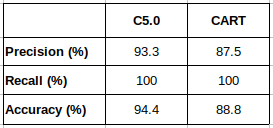 C5.0 CART
Precision (%) 93.3 87.5
Recall (%) 100 100
Accuracy (%) 94.4 88.8